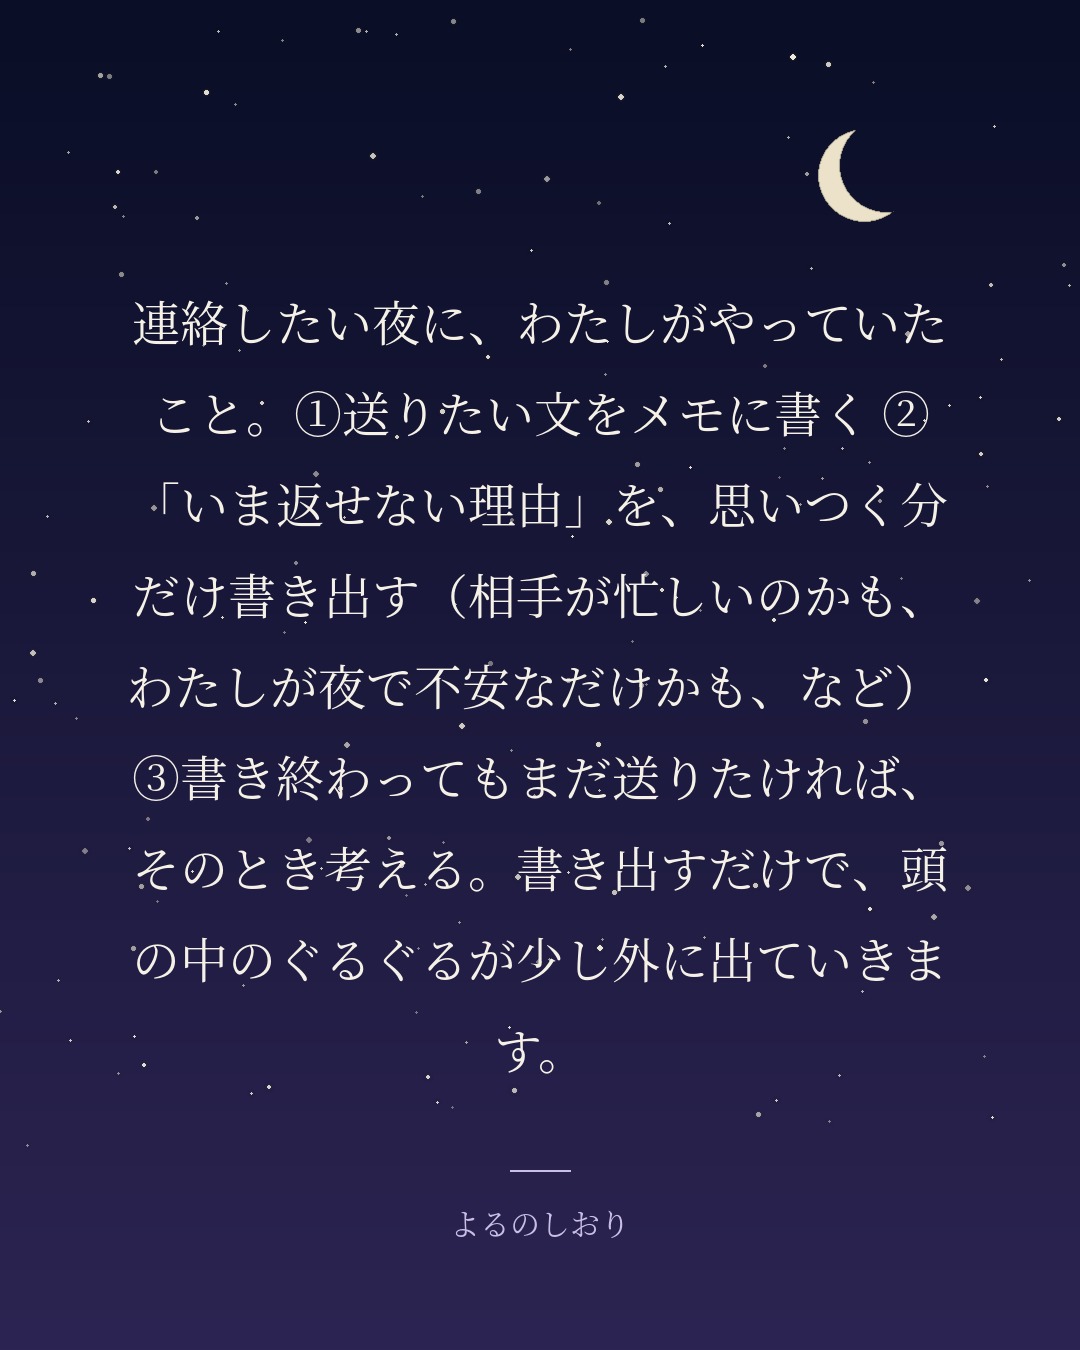 連絡したい夜に、わたしがやっていた
こと。①送りたい文をメモに書く ②
「いま返せない理由」を、思いつく分
だけ書き出す（相手が忙しいのかも、
わたしが夜で不安なだけかも、など）
③書き終わってもまだ送りたければ、
そのとき考える。書き出すだけで、頭
の中のぐるぐるが少し外に出ていきま
す。
よるのしおり